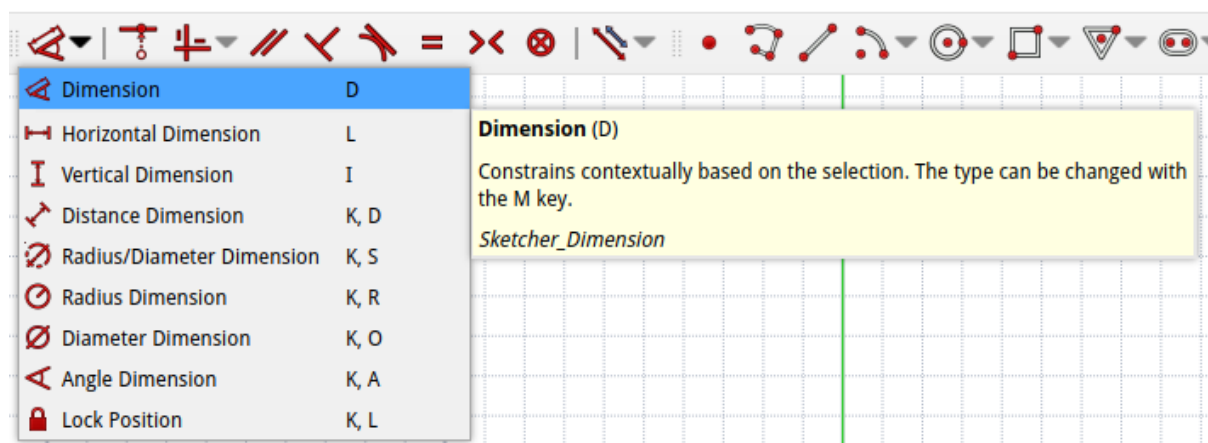 Dimension D
Horizontal Dimension L
Vertical Dimension I
Distance Dimension K, D
Radius/Diameter Dimension K, S
Radius Dimension K, R
Diameter Dimension K, O
Angle Dimension K, A
Lock Position K, L
Dimension (D)
Constrains contextually based on the selection. The type can be changed with
the M key.
Sketcher_Dimension